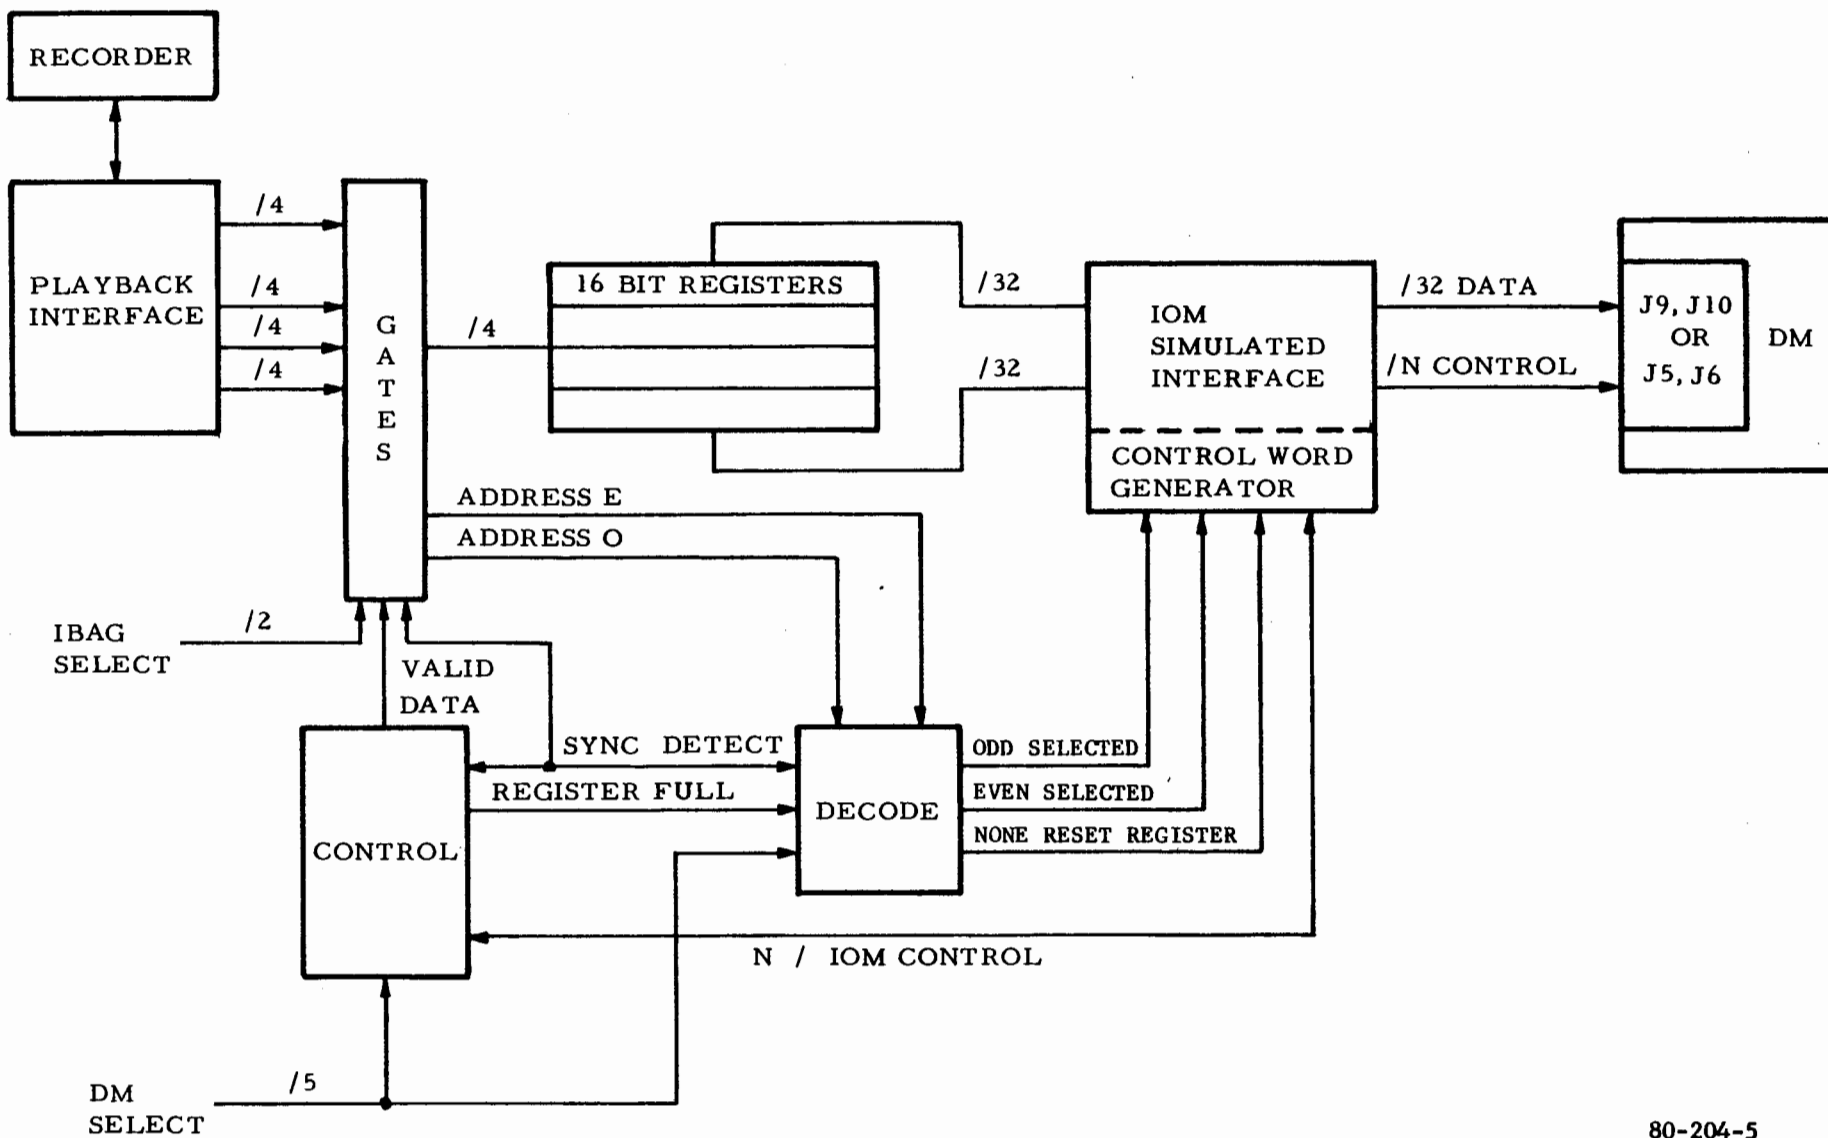 RECORDER
PLAYBACK
INTERFACE
/4
/4
/4
/4
G
A
T
E
S
/4
16 BIT REGISTERS
/32
/32
IOM
SIMULATED
INTERFACE
CONTROL WORD
GENERATOR
/32 DATA
/N CONTROL
J9, J10
OR
J5, J6
DM
ADDRESS E
ADDRESS O
IBAG
SELECT
/2
VALID
DATA
SYNC DETECT
REGISTER FULL
CONTROL
DECODE
ODD SELECTED
EVEN SELECTED
NONE RESET REGISTER
N / IOM CONTROL
DM
SELECT
/5
80-204-5